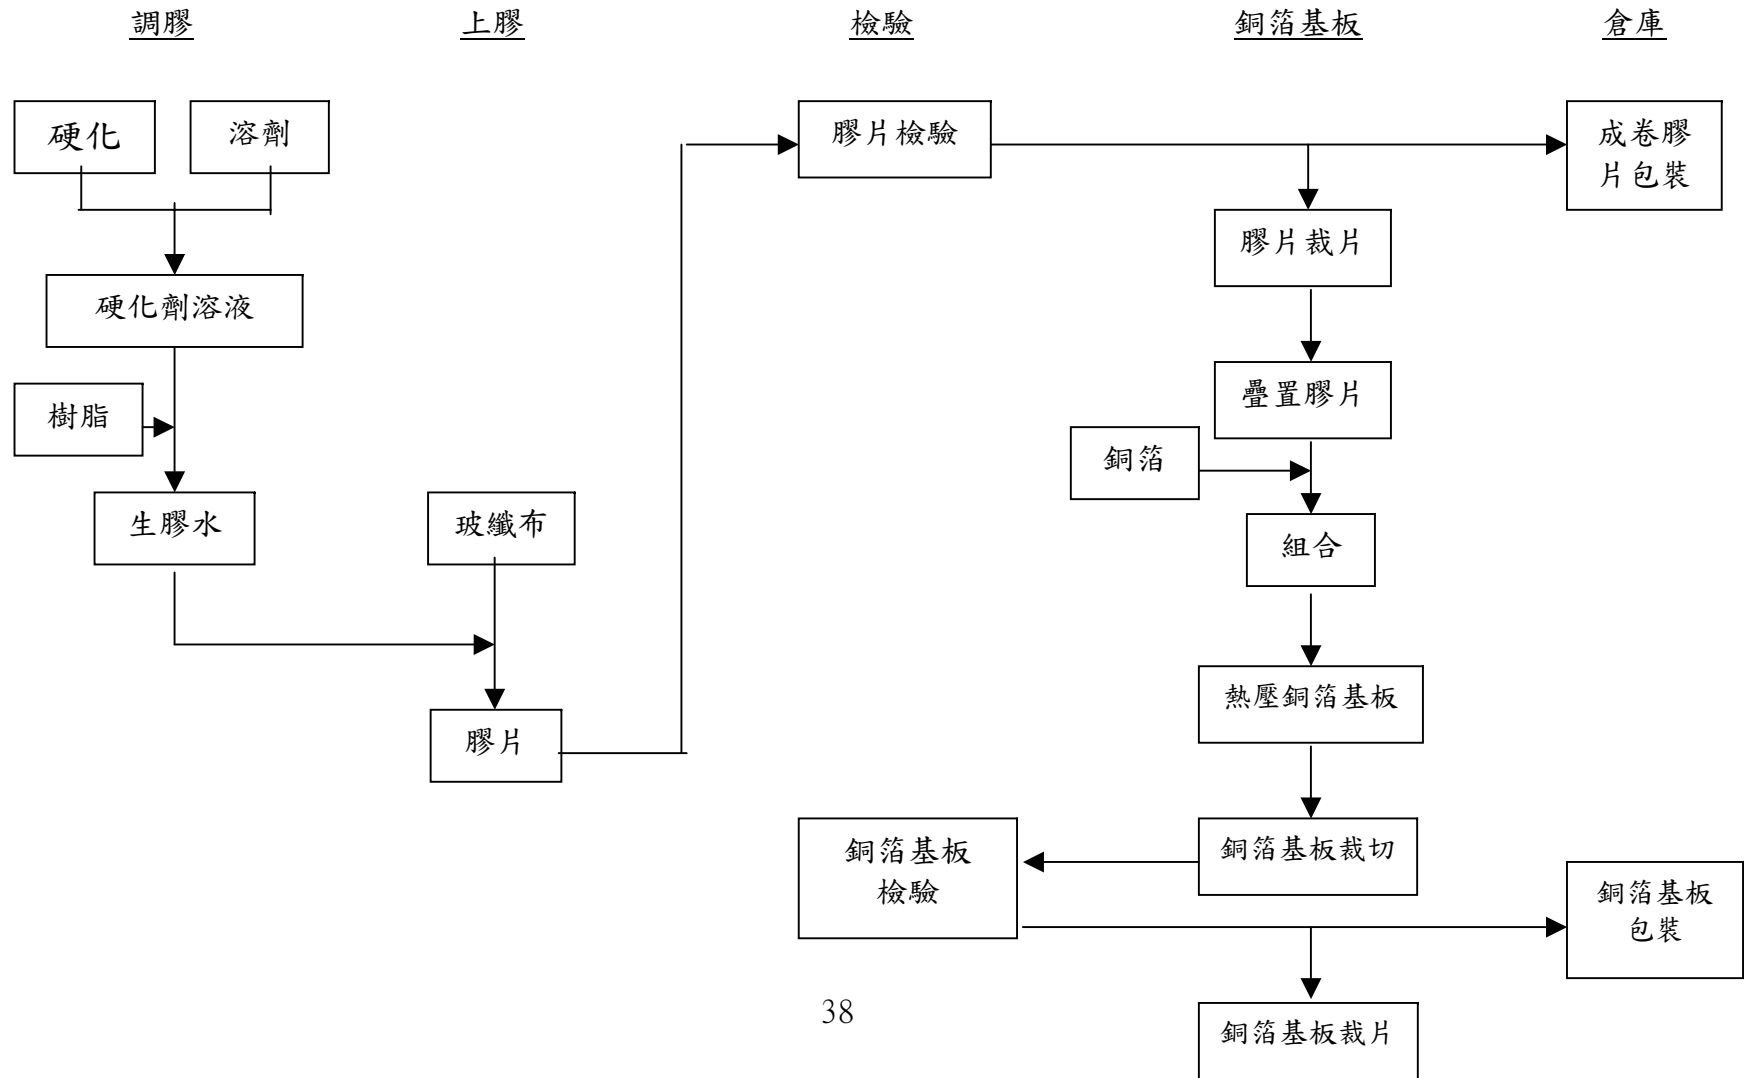 調膠
上膠
檢驗
銅箔基板
倉庫
硬化
溶劑
硬化劑溶液
樹脂
生膠水
玻纖布
膠片
膠片檢驗
成卷膠
片包裝
膠片裁片
疊置膠片
銅箔
組合
熱壓銅箔基板
銅箔基板裁切
銅箔基板
檢驗
銅箔基板
包裝
銅箔基板裁片
38